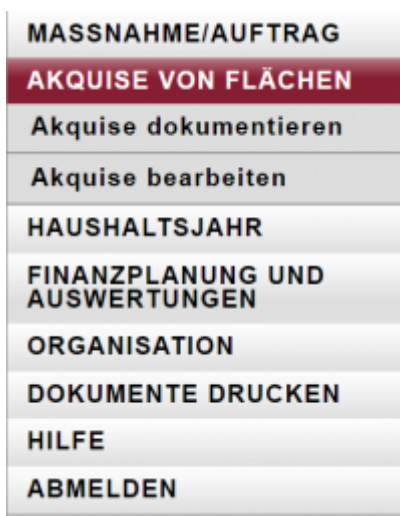 MASSNAHME/AUFTRAG
AKQUISE VON FLÄCHEN
Akquise dokumentieren
Akquise bearbeiten
HAUSHALTSJAHR
FINANZPLANUNG UND
AUSWERTUNGEN
ORGANISATION
DOKUMENTE DRUCKEN
HILFE
ABMELDEN